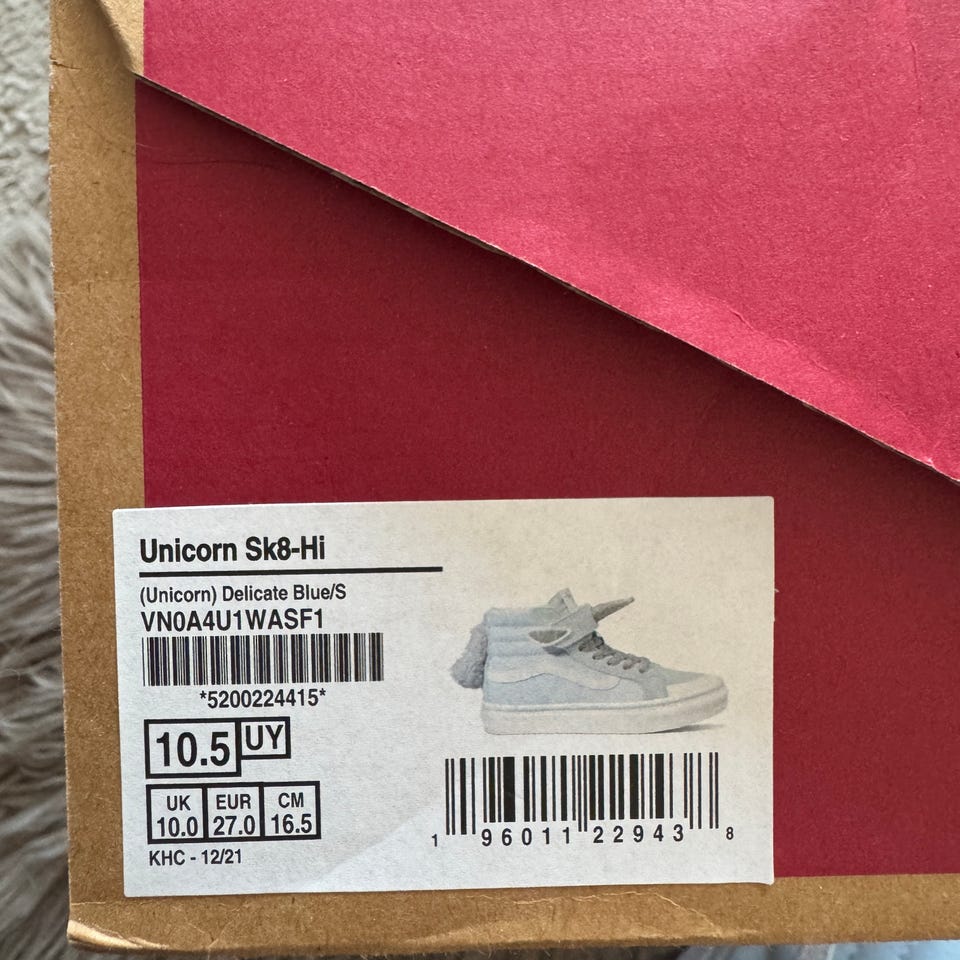 Unicorn Sk8-Hi
(Unicorn) Delicate Blue/S
VN0A4U1WASF1
*5200224415*
10.5 UY
UK EUR CM
10.0 27.0 16.5
KHC - 12/21
1 96011 22943 8